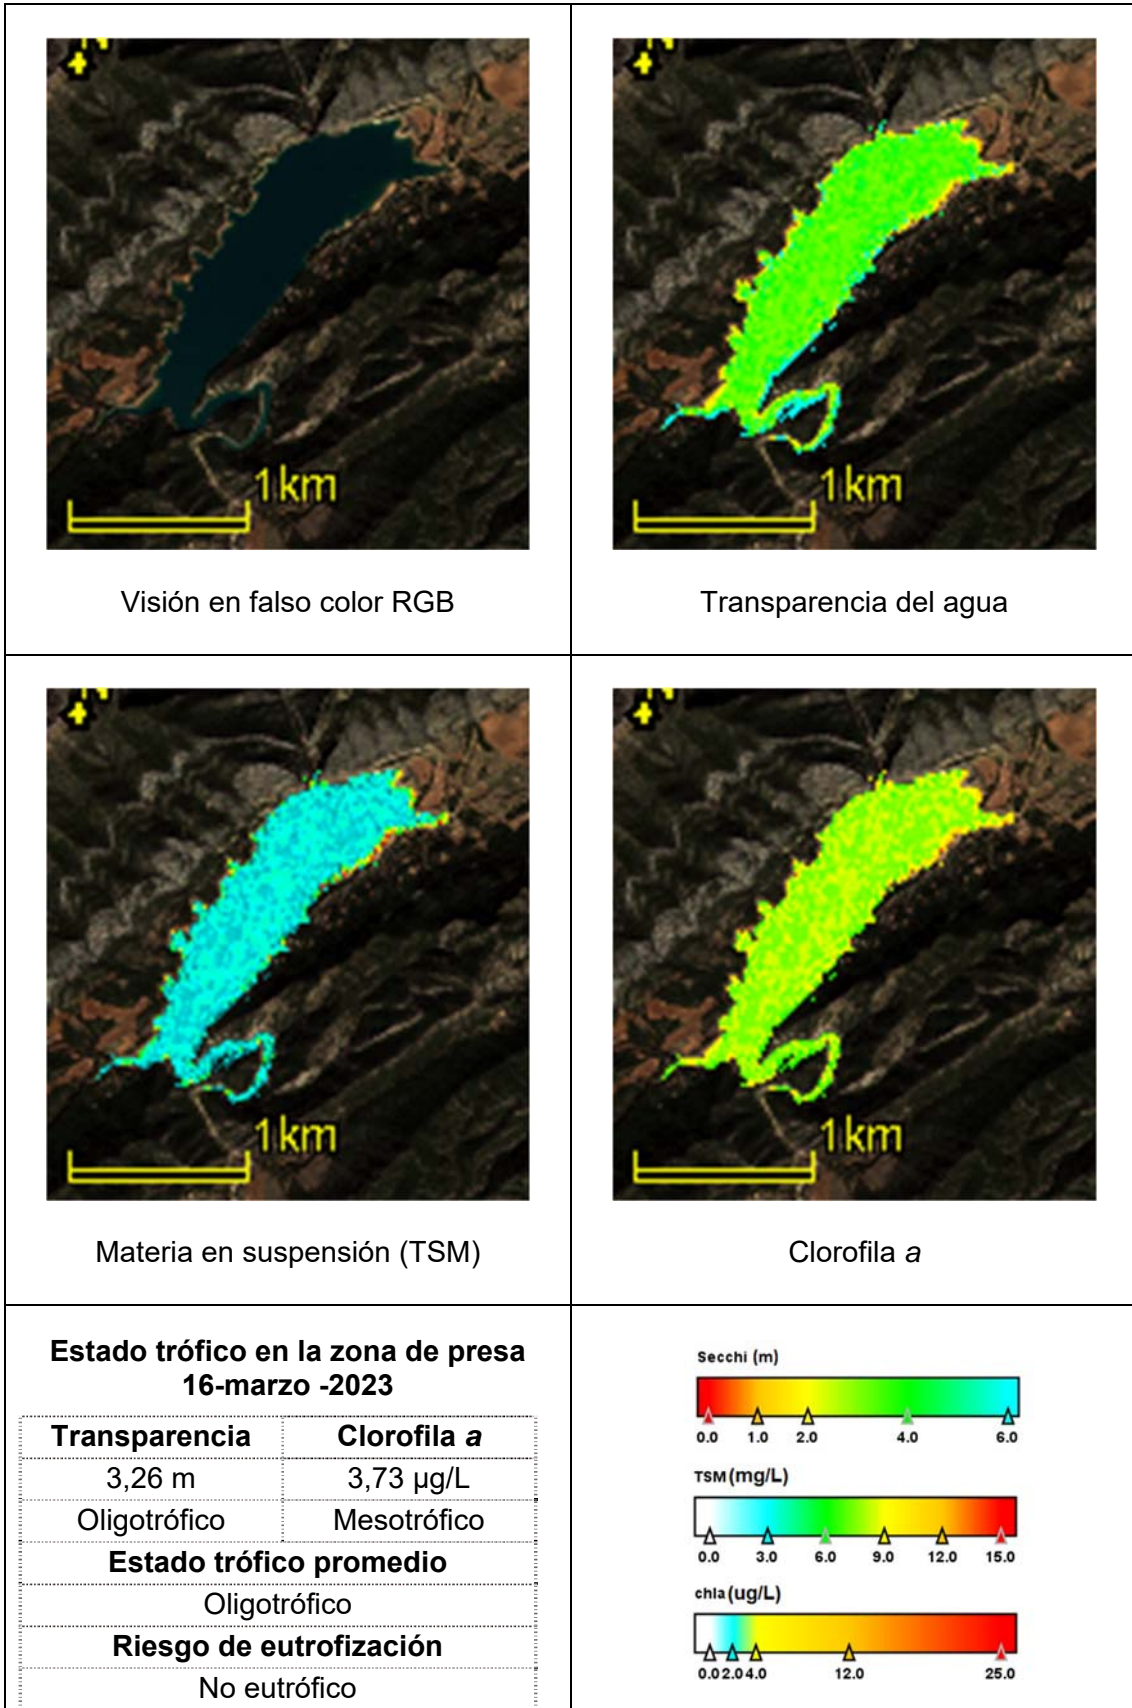 N
1km
Visión en falso color RGB
N
1km
Transparencia del agua
N
1km
Materia en suspensión (TSM)
N
1km
Clorofila a
Estado trófico en la zona de presa
16-marzo -2023
Transparencia Clorofila a
3,26 m 3,73 µg/L
Oligotrófico Mesotrófico
Estado trófico promedio
Oligotrófico
Riesgo de eutrofización
No eutrófico
Secchi (m)
0.0 1.0 2.0 4.0 6.0
TSM (mg/L)
0.0 3.0 6.0 9.0 12.0 15.0
chla (ug/L)
0.0 2.0 4.0 12.0 25.0